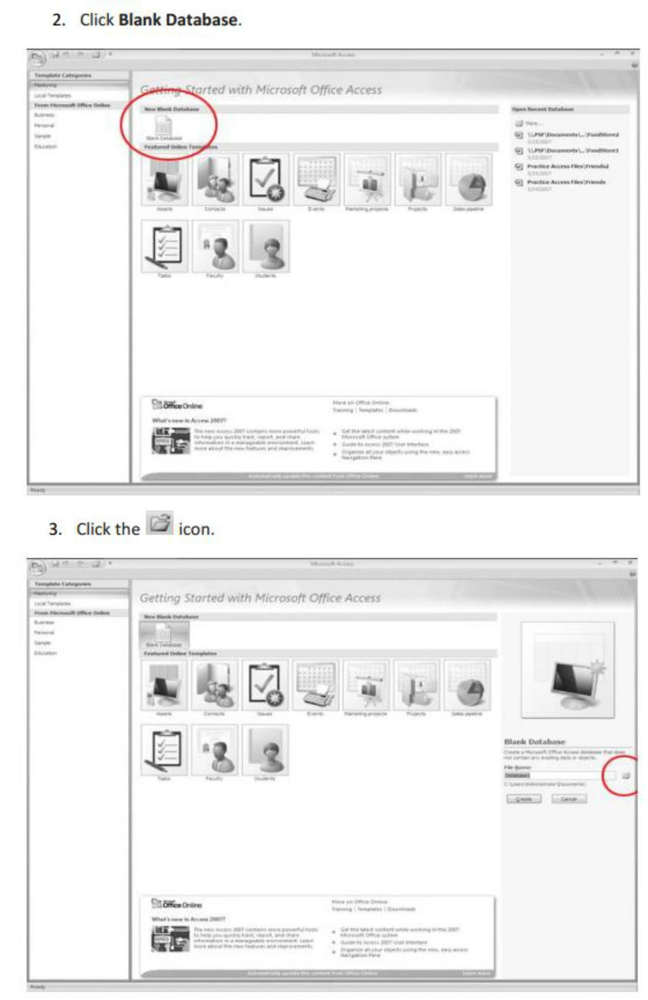 2. Click Blank Database.
Microsoft Access
Template Categories
Featuring
Local Templates
From Microsoft Office Online
Business
Personal
Sample
Education
Getting Started with Microsoft Office Access
New Blank Database
Blank Database
Featured Online Templates
Assets Contacts Issues Events Marketing projects Projects Sales pipeline
Tasks Faculty Students
Open Recent Database
More...
\\.PSF\Documents\...\FoodStore2
5/25/2007
\\.PSF\Documents\...\FoodStore1
5/25/2007
Practice Access Files\Friends2
Practice Access Files\Friends
Office Online
What's new in Access 2007?
The new Access 2007 contains more powerful tools
to help you quickly track, report, and share
information in a manageable environment. Learn
more about the new features and improvements.
More on Office Online:
Training | Templates | Downloads
Get the latest content while working in the 2007
Microsoft Office system
Guide to Access 2007 User Interface
Organize all your objects using the new, easy access
Navigation Pane
Automatically update this content from Office Online
Learn more
Ready
3. Click the icon.
Microsoft Access
Template Categories
Featuring
Local Templates
From Microsoft Office Online
Business
Personal
Sample
Education
Getting Started with Microsoft Office Access
New Blank Database
Blank Database
Featured Online Templates
Assets Contacts Issues Events Marketing projects Projects Sales pipeline
Tasks Faculty Students
Blank Database
Create a Microsoft Office Access database that does
not contain any existing data or objects.
File Name:
Database1
C:\Users\Administrator\Documents\
Create Cancel
Office Online
What's new in Access 2007?
The new Access 2007 contains more powerful tools
to help you quickly track, report, and share
information in a manageable environment. Learn
more about the new features and improvements.
More on Office Online:
Training | Templates | Downloads
Get the latest content while working in the 2007
Microsoft Office system
Guide to Access 2007 User Interface
Organize all your objects using the new, easy access
Navigation Pane
Automatically update this content from Office Online
Learn more
Ready